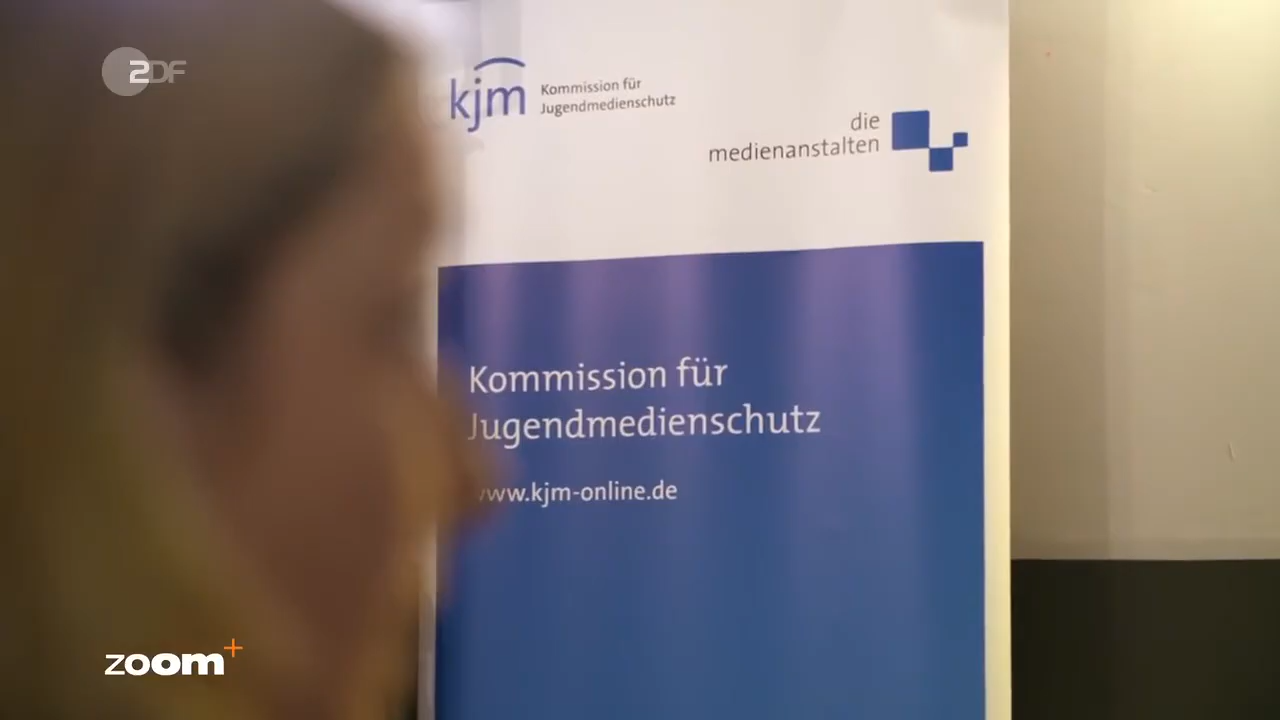 2DF
kjm
Kommission für
Jugendmedienschutz
die
medienanstalten
Kommission für
Jugendmedienschutz
www.kjm-online.de
zoom+